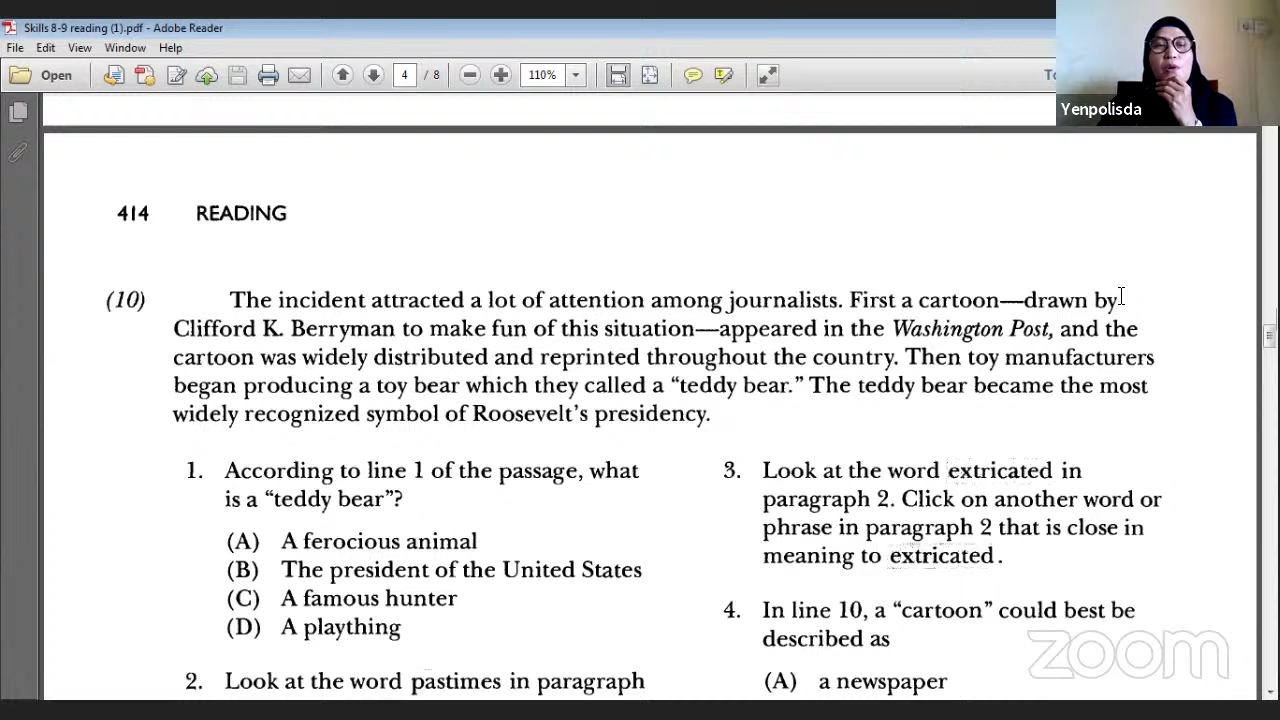 Skills 8-9 reading (1).pdf - Adobe Reader
File Edit View Window Help
Open 4 / 8 110% To
Yenpolisda
414 READING
(10) The incident attracted a lot of attention among journalists. First a cartoon—drawn by
Clifford K. Berryman to make fun of this situation—appeared in the Washington Post, and the
cartoon was widely distributed and reprinted throughout the country. Then toy manufacturers
began producing a toy bear which they called a “teddy bear.” The teddy bear became the most
widely recognized symbol of Roosevelt’s presidency.
1. According to line 1 of the passage, what
is a “teddy bear”?
(A) A ferocious animal
(B) The president of the United States
(C) A famous hunter
(D) A plaything
2. Look at the word pastimes in paragraph
3. Look at the word extricated in
paragraph 2. Click on another word or
phrase in paragraph 2 that is close in
meaning to extricated.
4. In line 10, a “cartoon” could best be
described as
(A) a newspaper
zoom